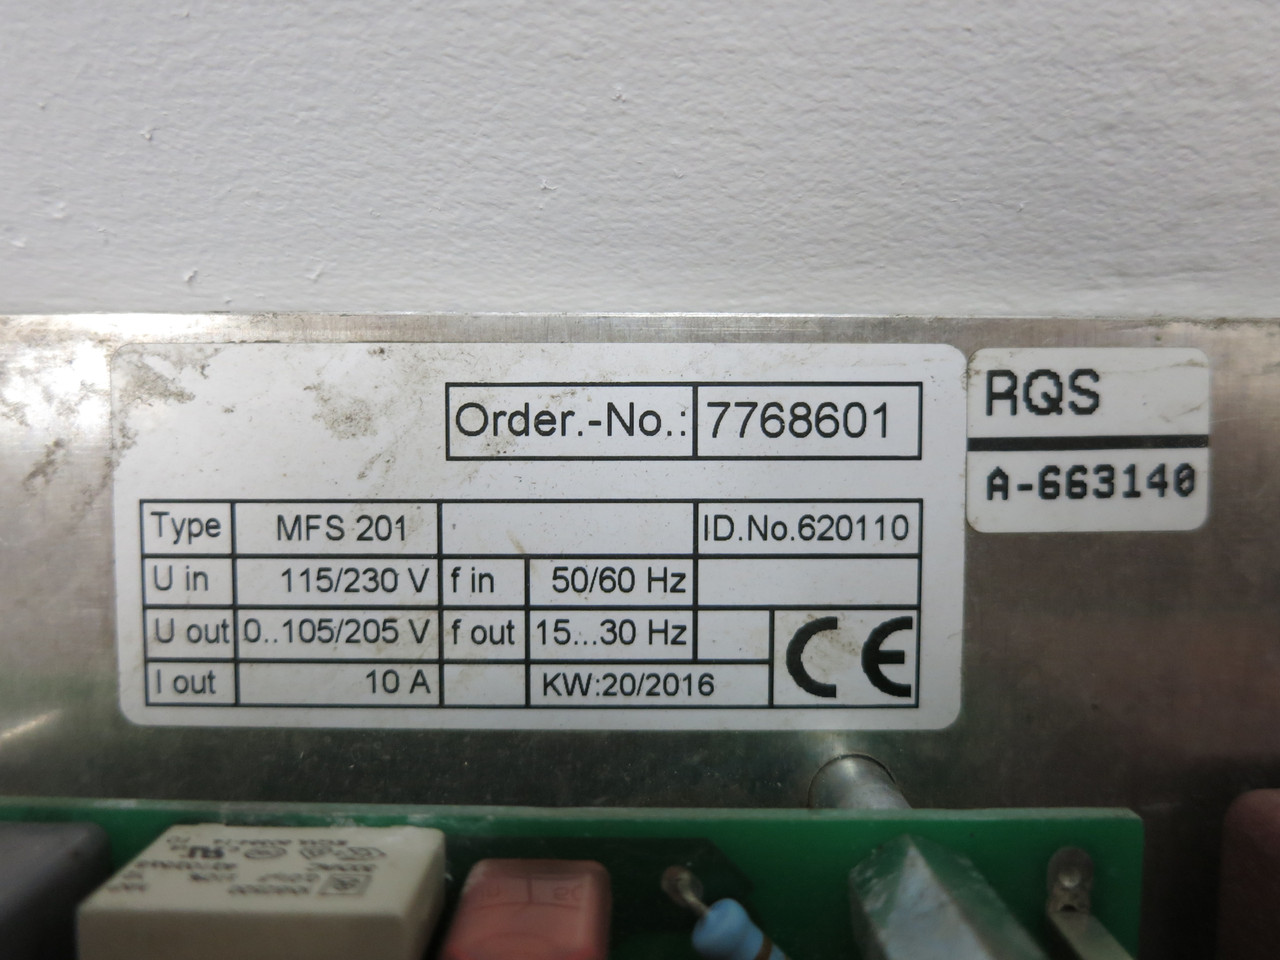 Order.-No.: 7768601
RQS
A-663140
Type MFS 201 ID.No.620110
U in 115/230 V f in 50/60 Hz
U out 0..105/205 V f out 15...30 Hz
I out 10 A KW:20/2016
CE